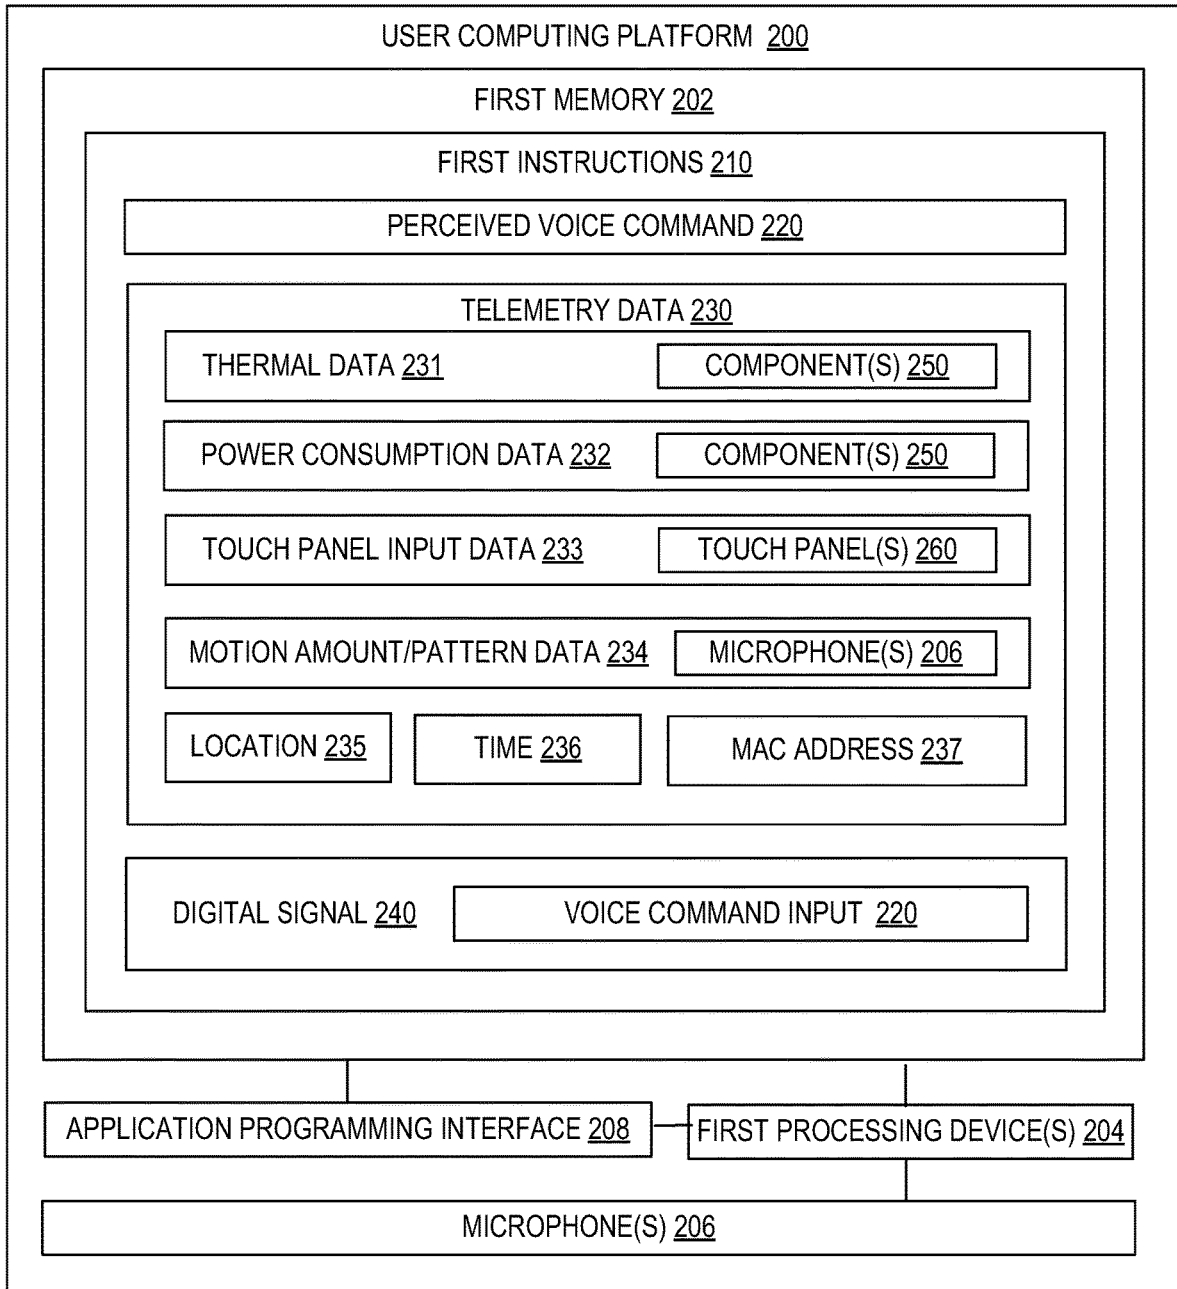 USER COMPUTING PLATFORM 200
FIRST MEMORY 202
FIRST INSTRUCTIONS 210
PERCEIVED VOICE COMMAND 220
TELEMETRY DATA 230
THERMAL DATA 231 COMPONENT(S) 250
POWER CONSUMPTION DATA 232 COMPONENT(S) 250
TOUCH PANEL INPUT DATA 233 TOUCH PANEL(S) 260
MOTION AMOUNT/PATTERN DATA 234 MICROPHONE(S) 206
LOCATION 235 TIME 236 MAC ADDRESS 237
DIGITAL SIGNAL 240 VOICE COMMAND INPUT 220
APPLICATION PROGRAMMING INTERFACE 208 FIRST PROCESSING DEVICE(S) 204
MICROPHONE(S) 206